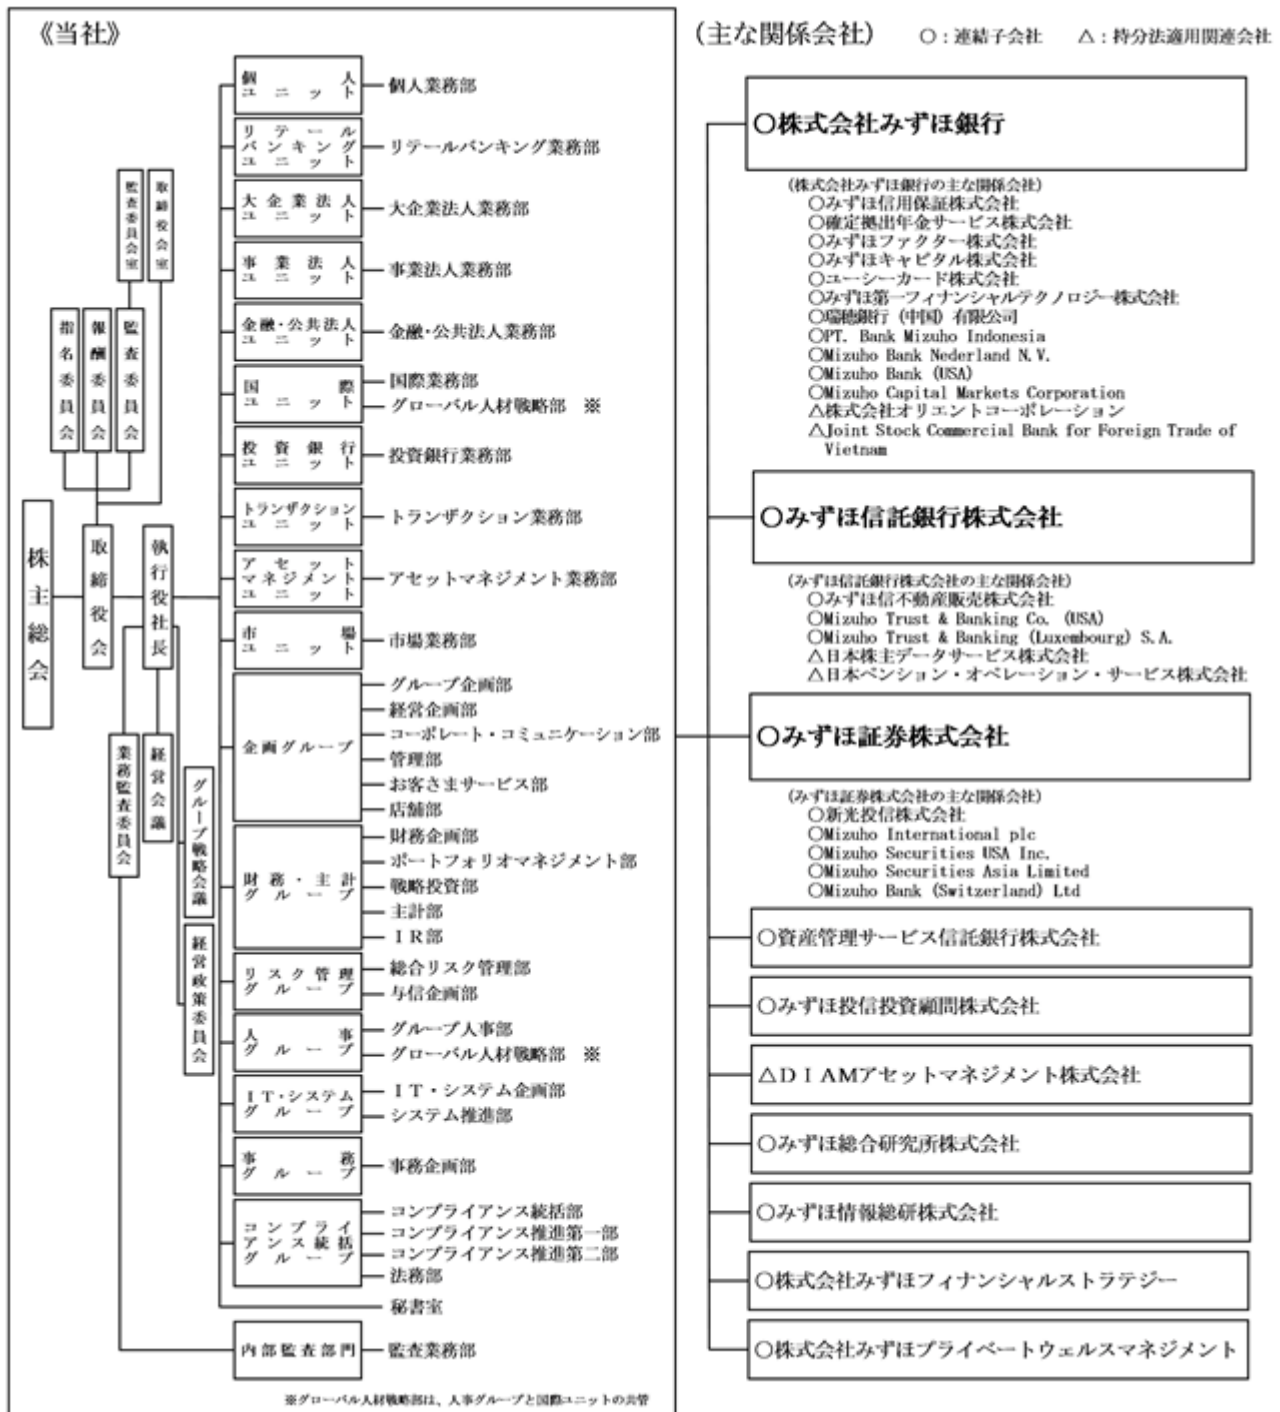 《当社》
個人ユニット
個人業務部
リテールバンキングユニット
リテールバンキング業務部
大企業法人ユニット
大企業法人業務部
事業法人ユニット
事業法人業務部
金融・公共法人ユニット
金融・公共法人業務部
国際ユニット
国際業務部
グローバル人材戦略部 ※
投資銀行ユニット
投資銀行業務部
トランザクションユニット
トランザクション業務部
アセットマネジメントユニット
アセットマネジメント業務部
市場ユニット
市場業務部
企画グループ
グループ企画部
経営企画部
コーポレート・コミュニケーション部
管理部
お客さまサービス部
店舗部
財務・主計グループ
財務企画部
ポートフォリオマネジメント部
戦略投資部
主計部
IR部
リスク管理グループ
総合リスク管理部
与信企画部
人事グループ
グループ人事部
グローバル人材戦略部 ※
IT・システムグループ
IT・システム企画部
システム推進部
事務グループ
事務企画部
コンプライアンス統括グループ
コンプライアンス統括部
コンプライアンス推進第一部
コンプライアンス推進第二部
法務部
秘書室
内部監査部門
監査業務部
株主総会
取締役会
執行役社長
指名委員会
報酬委員会
監査委員会
監査委員会室
取締役会室
業務監査委員会
経営会議
グループ戦略会議
経営政策委員会
※グローバル人材戦略部は、人事グループと国際ユニットの共管
(主な関係会社) ○:連結子会社 △:持分法適用関連会社
○株式会社みずほ銀行
(株式会社みずほ銀行の主な関係会社)
○みずほ信用保証株式会社
○確定拠出年金サービス株式会社
○みずほファクター株式会社
○みずほキャピタル株式会社
○ユーシーカード株式会社
○みずほ第一フィナンシャルテクノロジー株式会社
○瑞穂銀行(中国)有限公司
○PT. Bank Mizuho Indonesia
○Mizuho Bank Nederland N.V.
○Mizuho Bank (USA)
○Mizuho Capital Markets Corporation
△株式会社オリエントコーポレーション
△Joint Stock Commercial Bank for Foreign Trade of
Vietnam
○みずほ信託銀行株式会社
(みずほ信託銀行株式会社の主な関係会社)
○みずほ信不動産販売株式会社
○Mizuho Trust & Banking Co. (USA)
○Mizuho Trust & Banking (Luxembourg) S.A.
△日本株主データサービス株式会社
△日本ペンション・オペレーション・サービス株式会社
○みずほ証券株式会社
(みずほ証券株式会社の主な関係会社)
○新光投信株式会社
○Mizuho International plc
○Mizuho Securities USA Inc.
○Mizuho Securities Asia Limited
○Mizuho Bank (Switzerland) Ltd
○資産管理サービス信託銀行株式会社
○みずほ投信投資顧問株式会社
△DIAMアセットマネジメント株式会社
○みずほ総合研究所株式会社
○みずほ情報総研株式会社
○株式会社みずほフィナンシャルストラテジー
○株式会社みずほプライベートウェルスマネジメント